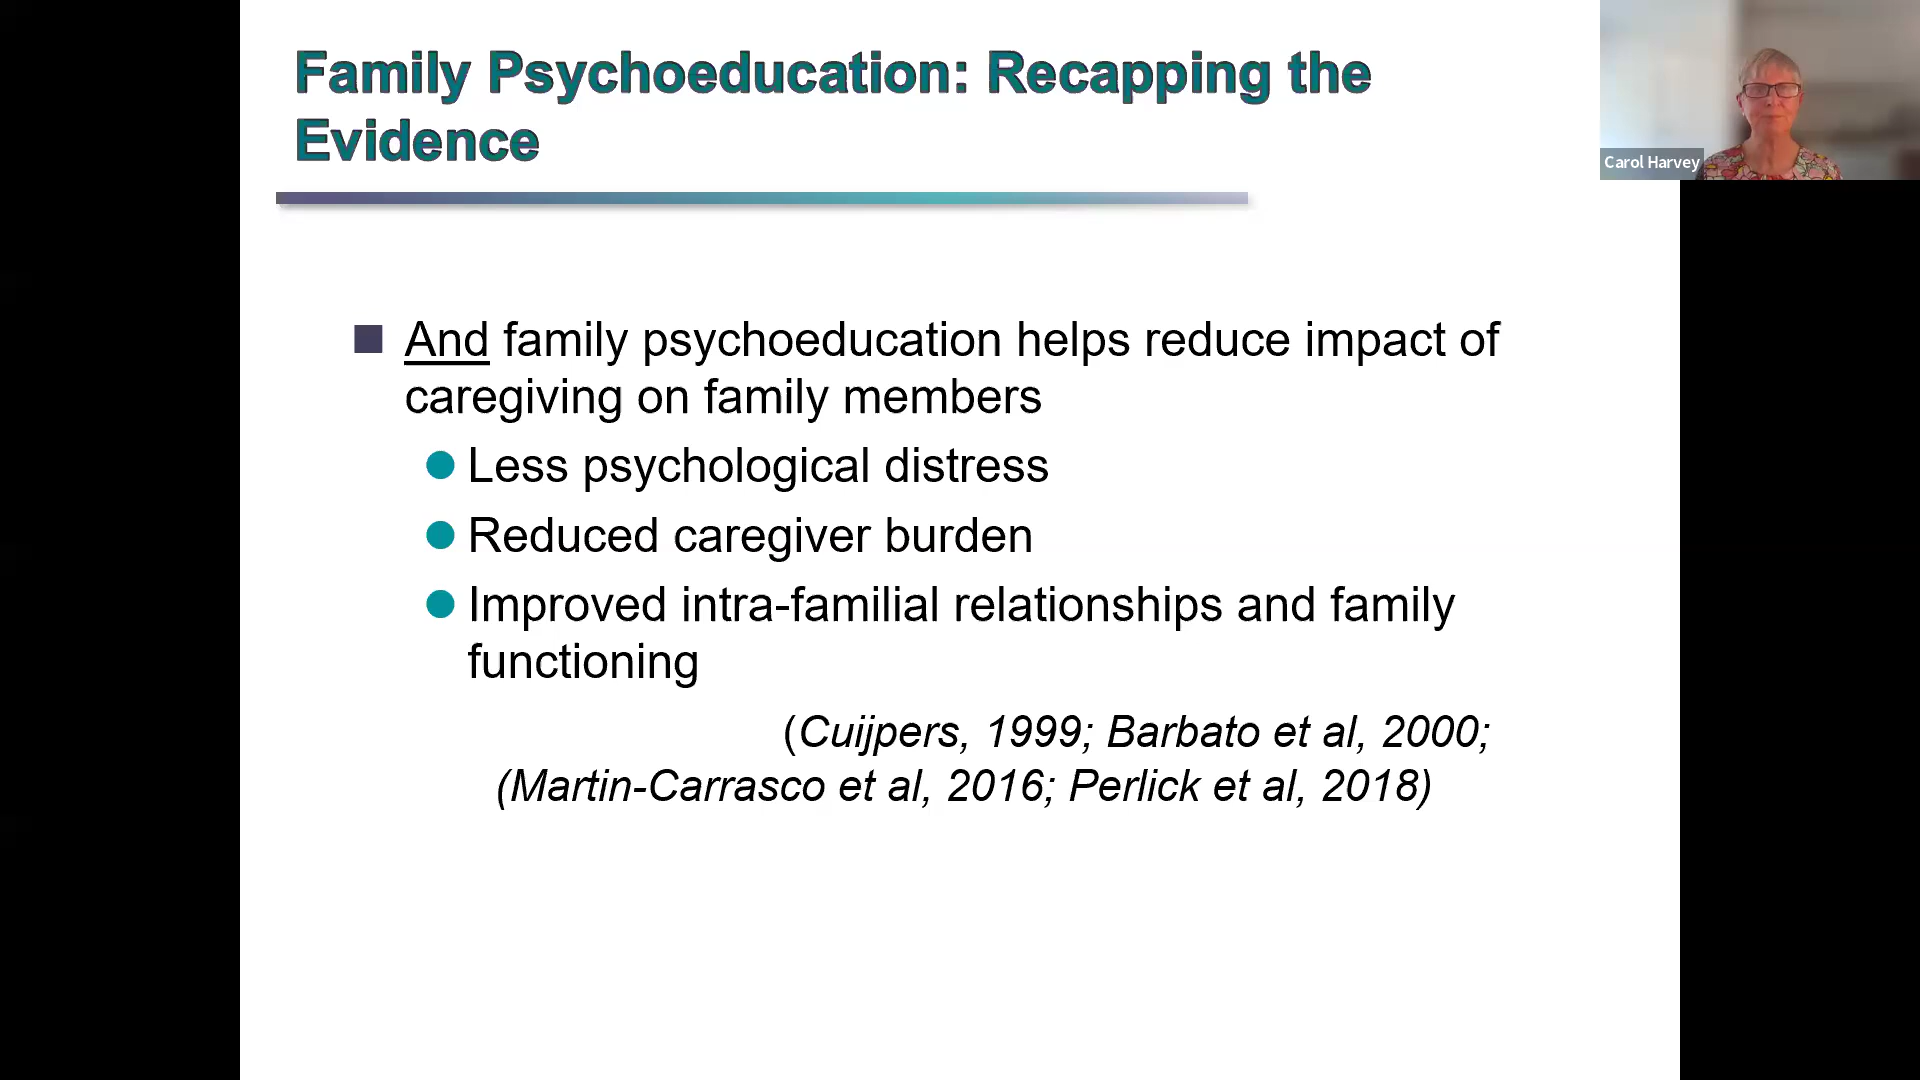 Family Psychoeducation: Recapping the
Evidence
Carol Harvey
And family psychoeducation helps reduce impact of
caregiving on family members
Less psychological distress
Reduced caregiver burden
Improved intra-familial relationships and family
functioning
(Cuijpers, 1999; Barbato et al, 2000;
(Martin-Carrasco et al, 2016; Perlick et al, 2018)